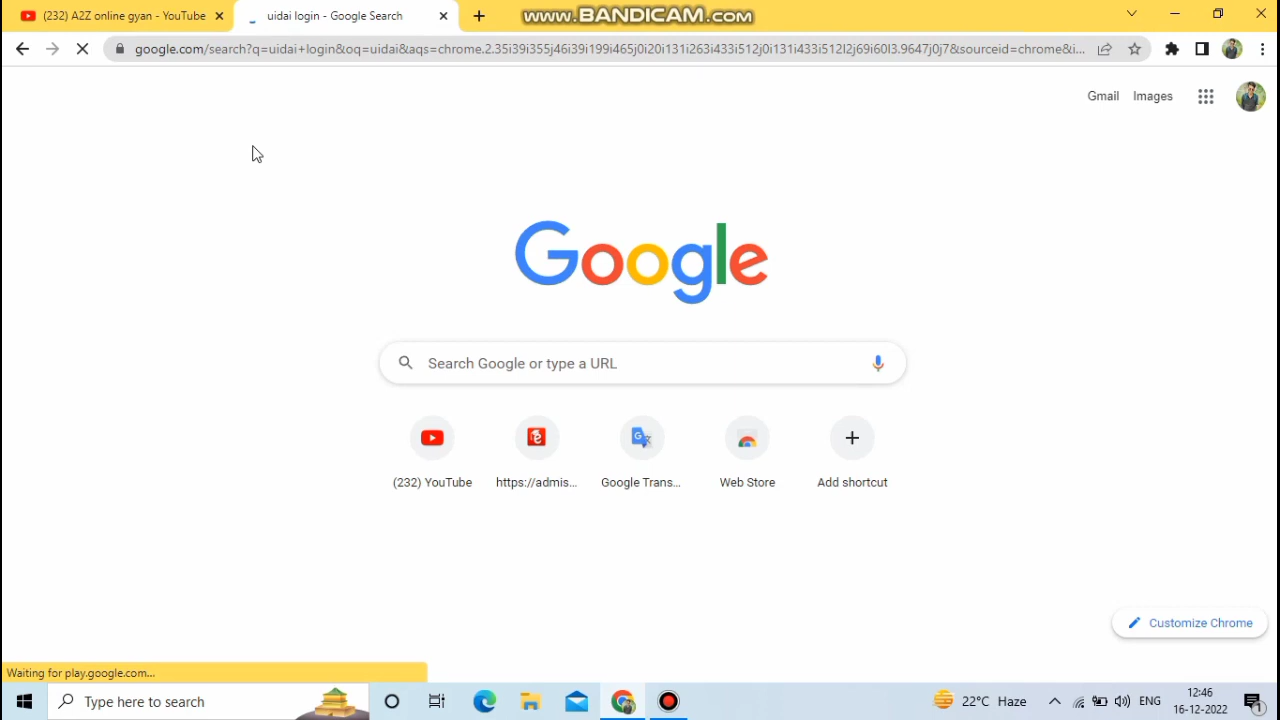 (232) A2Z online gyan - YouTube
uidai login - Google Search
www.BANDICAM.com
google.com/search?q=uidai+login&oq=uidai&aqs=chrome.2.35i39i355j46i39i199i465j0i20i131i263i433i512j0i131i433i512l2j69i60l3.9647j0j7&sourceid=chrome&i...
Gmail Images
Google
Search Google or type a URL
(232) YouTube
https://admis...
Google Trans...
Web Store
Add shortcut
Customize Chrome
Waiting for play.google.com...
Type here to search
22°C Haze
ENG
12:46
16-12-2022
1